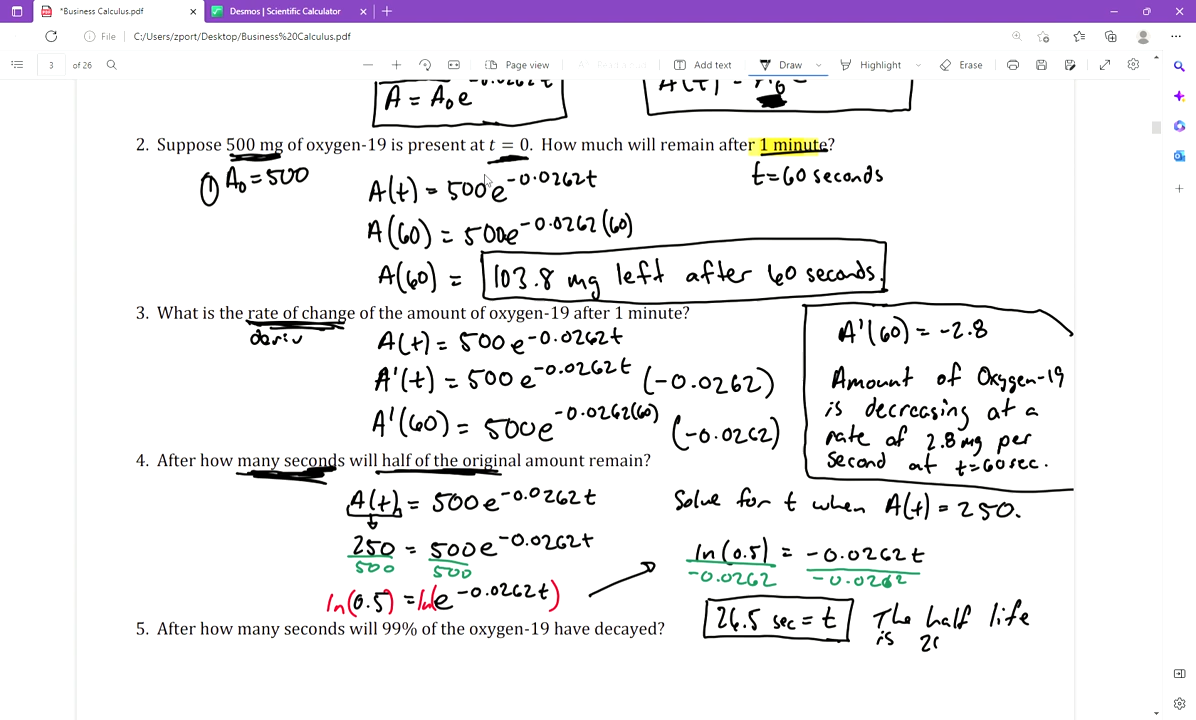 *Business Calculus.pdf
Desmos | Scientific Calculator
File
C:/Users/zport/Desktop/Business%20Calculus.pdf
3 of 26
Page view
Add text
Draw
Highlight
Erase
A = A₀e
2. Suppose 500 mg of oxygen-19 is present at t = 0. How much will remain after 1 minute?
① A₀ = 500
t = 60 seconds
A(t) = 500e^-0.0262t
A(60) = 500e^-0.0262(60)
A(60) = 103.8 mg left after 60 seconds.
3. What is the rate of change of the amount of oxygen-19 after 1 minute?
deriv
A(t) = 500e^-0.0262t
A'(t) = 500e^-0.0262t (-0.0262)
A'(60) = 500e^-0.0262(60) (-0.0262)
A'(60) = -2.8
Amount of Oxygen-19
is decreasing at a
rate of 2.8 mg per
second at t=60 sec.
4. After how many seconds will half of the original amount remain?
A(t) = 500e^-0.0262t
250 = 500e^-0.0262t
500 500
ln(0.5) = ln(e^-0.0262t)
Solve for t when A(t) = 250.
ln(0.5) = -0.0262t
-0.0262 -0.0262
26.5 sec = t
The half life
is 2
5. After how many seconds will 99% of the oxygen-19 have decayed?